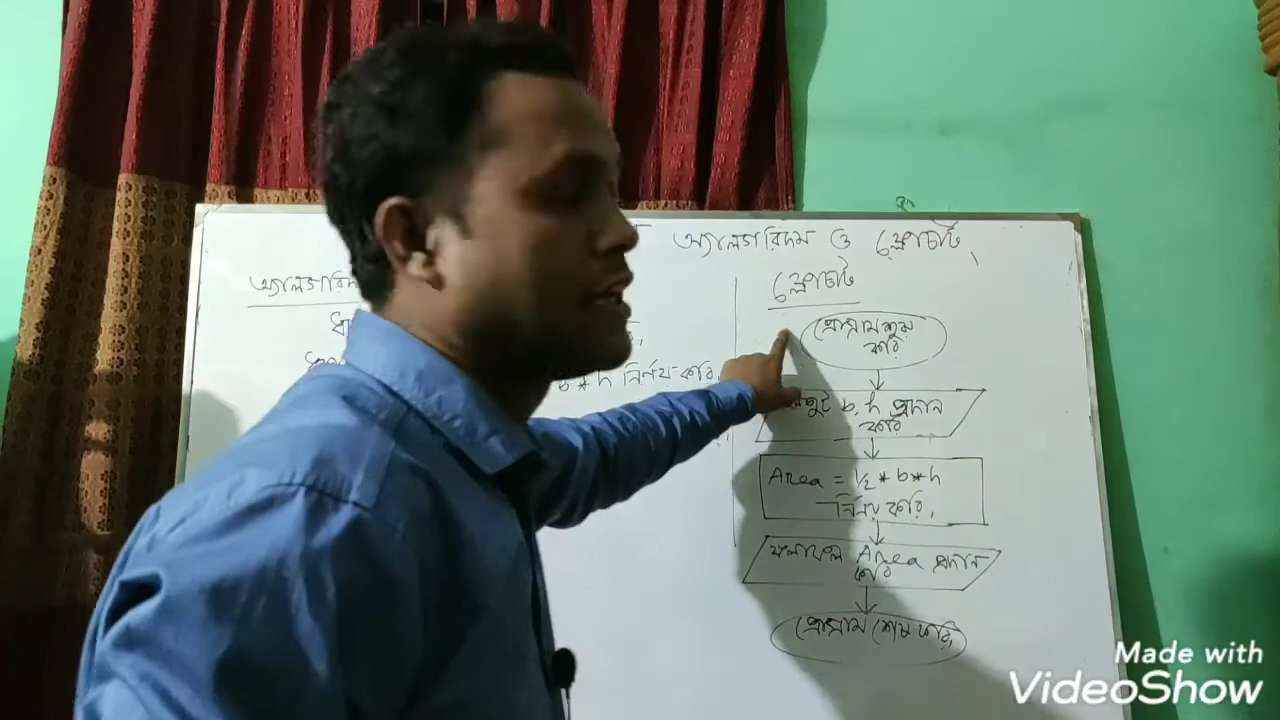 অ্যালগরিদম ও ফ্লোচার্ট
অ্যালগরি
b * h নির্ণয় করি,
ফ্লোচার্ট
প্রোগ্রাম শুরু
করি
b, h প্রদান
করি
Area = 1/2 * b * h
নির্ণয় করি,
ফলাফল Area প্রদান
করি
প্রোগ্রাম শেষ করি,
Made with
VideoShow